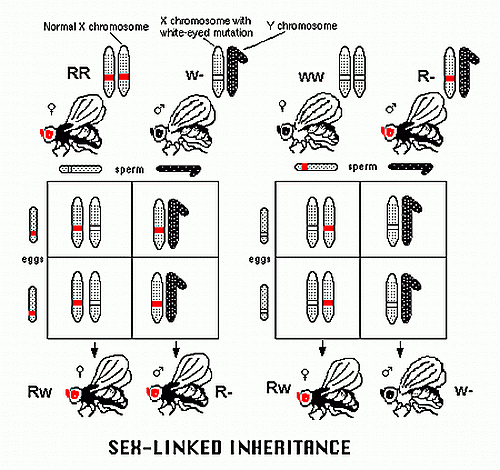 Normal X chromosome
X chromosome with
white-eyed mutation
Y chromosome
RR
w-
ww
R-
♀
♂
♀
♂
sperm
sperm
eggs
eggs
♀
♂
♀
♂
Rw
R-
Rw
w-
SEX-LINKED INHERITANCE